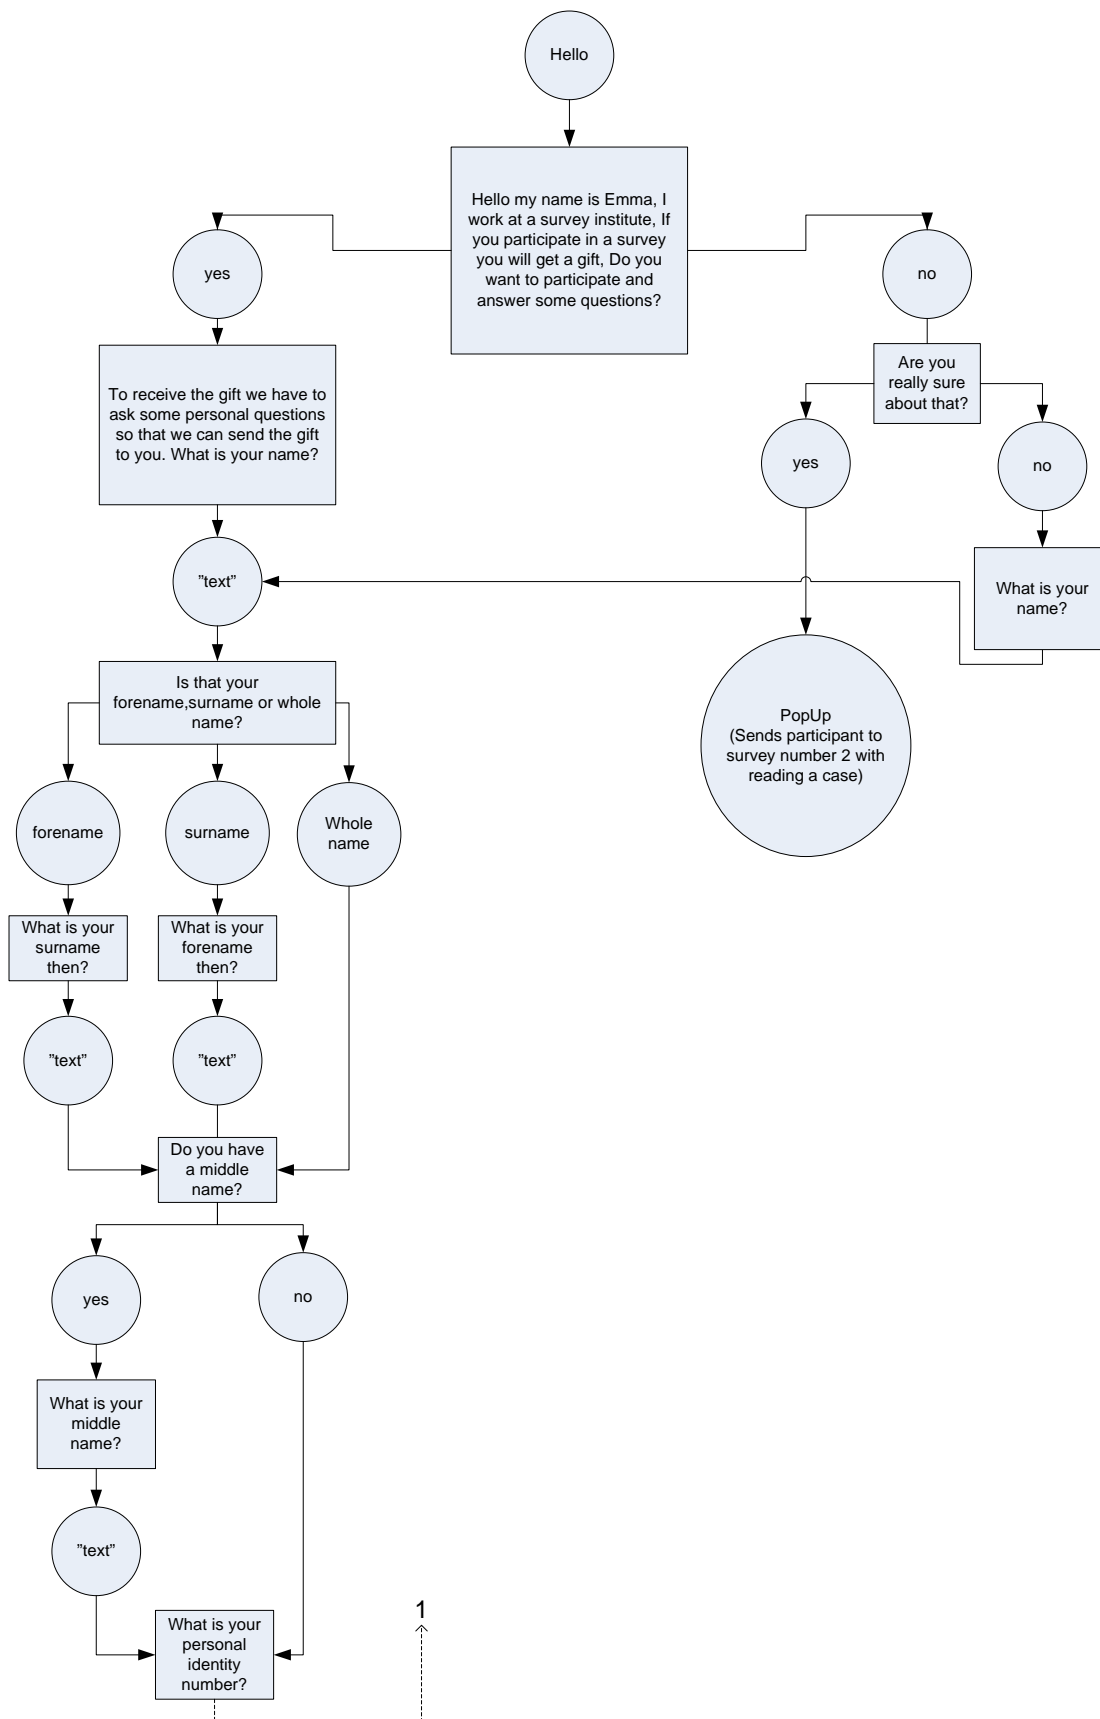 Hello
Hello my name is Emma, I
work at a survey institute, If
you participate in a survey
you will get a gift, Do you
want to participate and
answer some questions?
yes
no
To receive the gift we have to
ask some personal questions
so that we can send the gift
to you. What is your name?
Are you
really sure
about that?
yes
no
"text"
What is your
name?
Is that your
forename,surname or whole
name?
PopUp
(Sends participant to
survey number 2 with
reading a case)
forename
surname
Whole
name
What is your
surname
then?
What is your
forename
then?
"text"
"text"
Do you have
a middle
name?
yes
no
What is your
middle
name?
"text"
What is your
personal
identity
number?
1